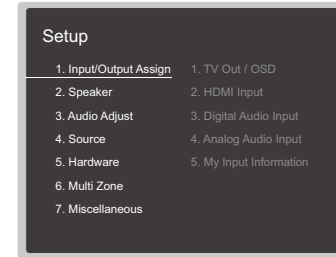 Setup
1. Input/Output Assign
2. Speaker
3. Audio Adjust
4. Source
5. Hardware
6. Multi Zone
7. Miscellaneous
1. TV Out / OSD
2. HDMI Input
3. Digital Audio Input
4. Analog Audio Input
5. My Input Information